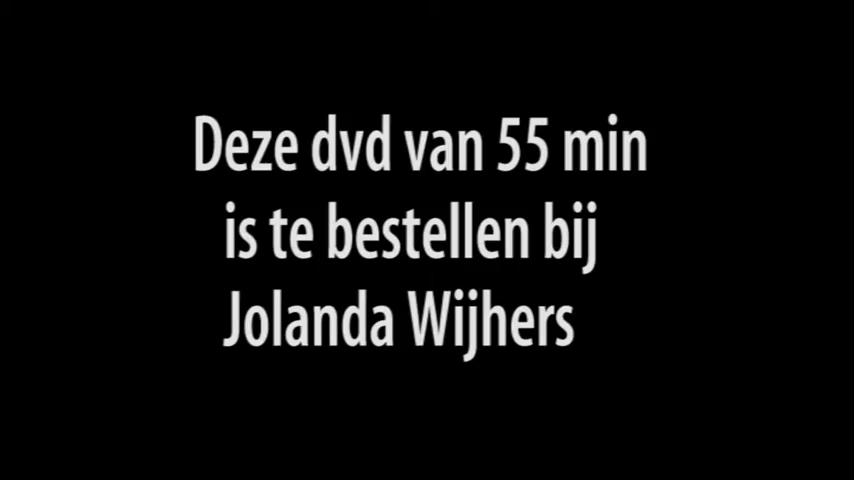 Deze dvd van 55 min
is te bestellen bij
Jolanda Wijhers